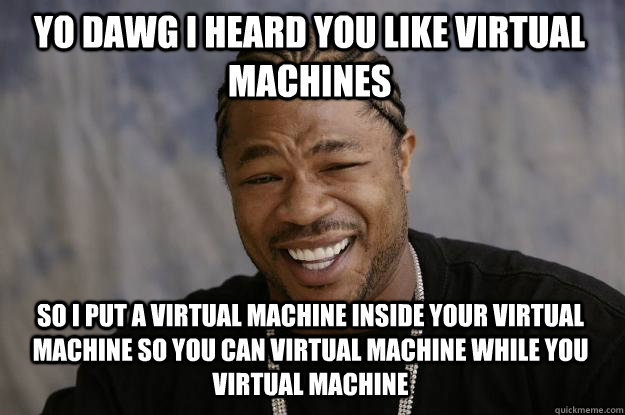 YO DAWG I HEARD YOU LIKE VIRTUAL
MACHINES
SO I PUT A VIRTUAL MACHINE INSIDE YOUR VIRTUAL
MACHINE SO YOU CAN VIRTUAL MACHINE WHILE YOU
VIRTUAL MACHINE
quickmeme.com